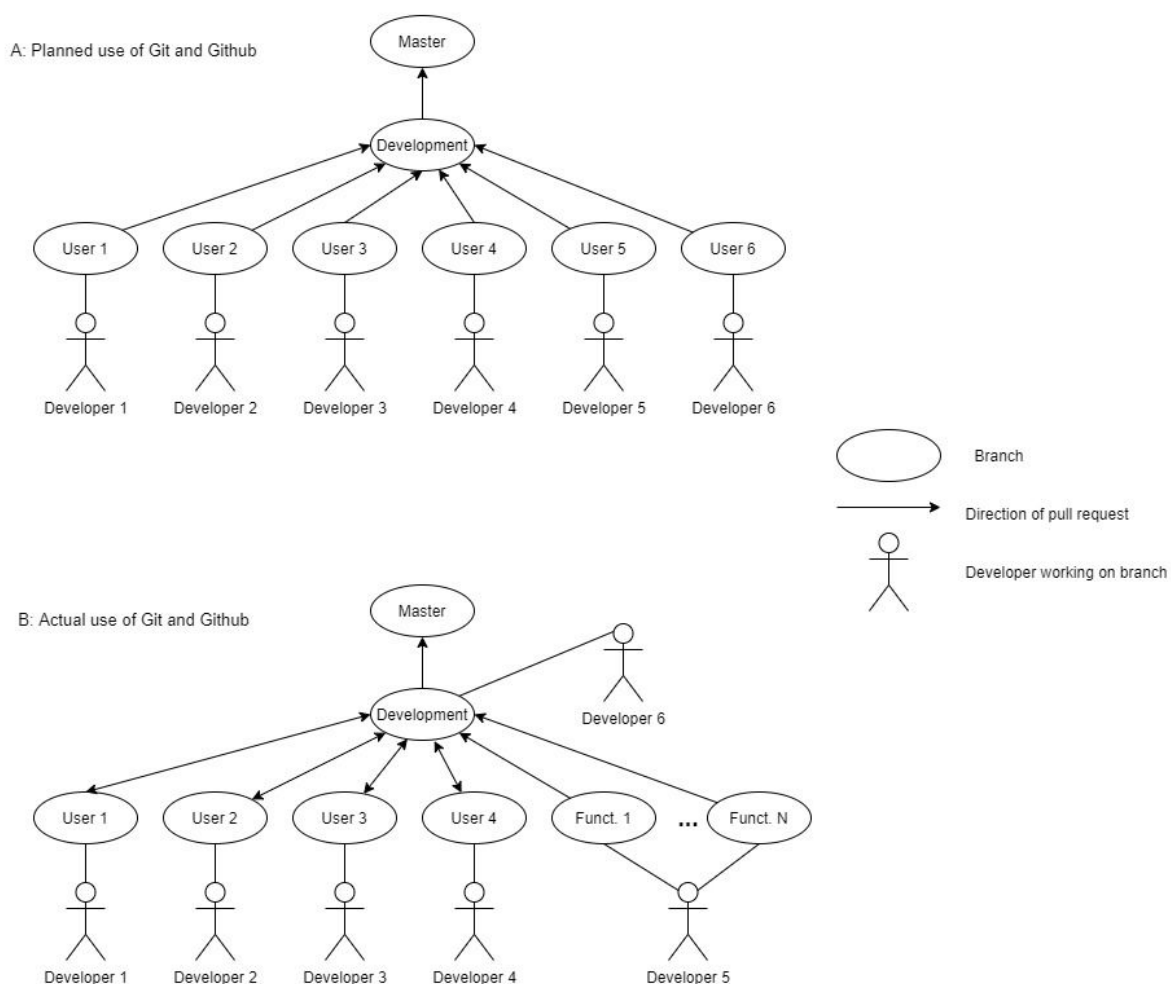 A: Planned use of Git and Github
Master
Development
User 1
User 2
User 3
User 4
User 5
User 6
Developer 1
Developer 2
Developer 3
Developer 4
Developer 5
Developer 6
Branch
Direction of pull request
Developer working on branch
B: Actual use of Git and Github
Master
Developer 6
Development
User 1
User 2
User 3
User 4
Funct. 1
...
Funct. N
Developer 1
Developer 2
Developer 3
Developer 4
Developer 5